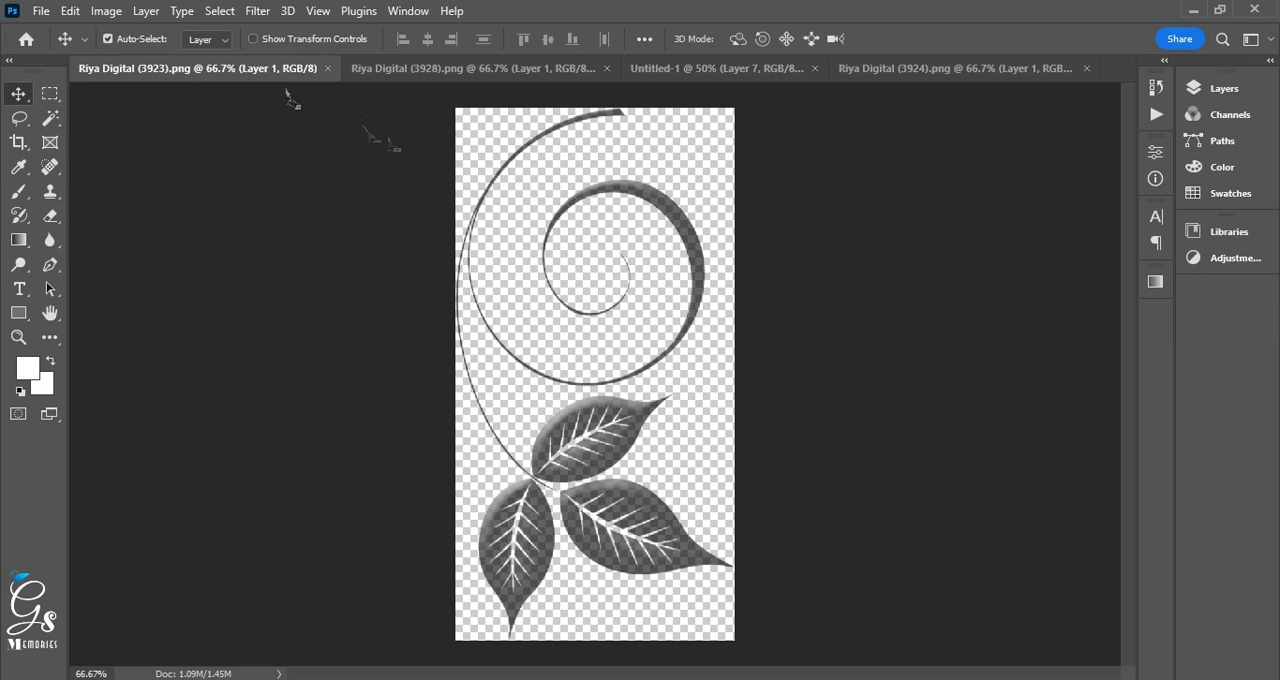 Ps File Edit Image Layer Type Select Filter 3D View Plugins Window Help
Auto-Select: Layer Show Transform Controls 3D Mode: Share
Riya Digital (3923).png @ 66.7% (Layer 1, RGB/8) Riya Digital (3928).png @ 66.7% (Layer 1, RGB/8... Untitled-1 @ 50% (Layer 7, RGB/8... Riya Digital (3924).png @ 66.7% (Layer 1, RGB...
Layers
Channels
Paths
Color
Swatches
Libraries
Adjustme...
Gs
Memories
66.67% Doc: 1.09M/1.45M